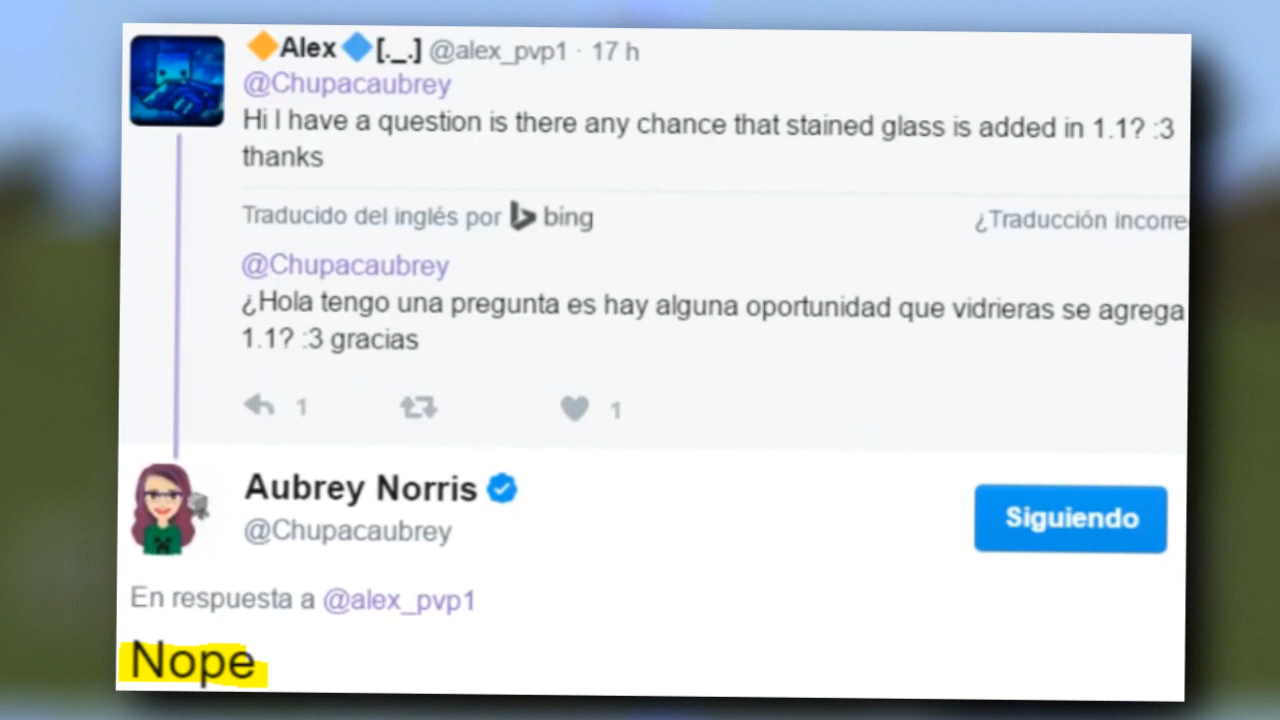 Alex [._.] @alex_pvp1 · 17 h
@Chupacaubrey
Hi I have a question is there any chance that stained glass is added in 1.1? :3
thanks
Traducido del inglés por bing ¿Traducción incorre
@Chupacaubrey
¿Hola tengo una pregunta es hay alguna oportunidad que vidrieras se agrega
1.1? :3 gracias
1 1
Aubrey Norris
@Chupacaubrey
Siguiendo
En respuesta a @alex_pvp1
Nope